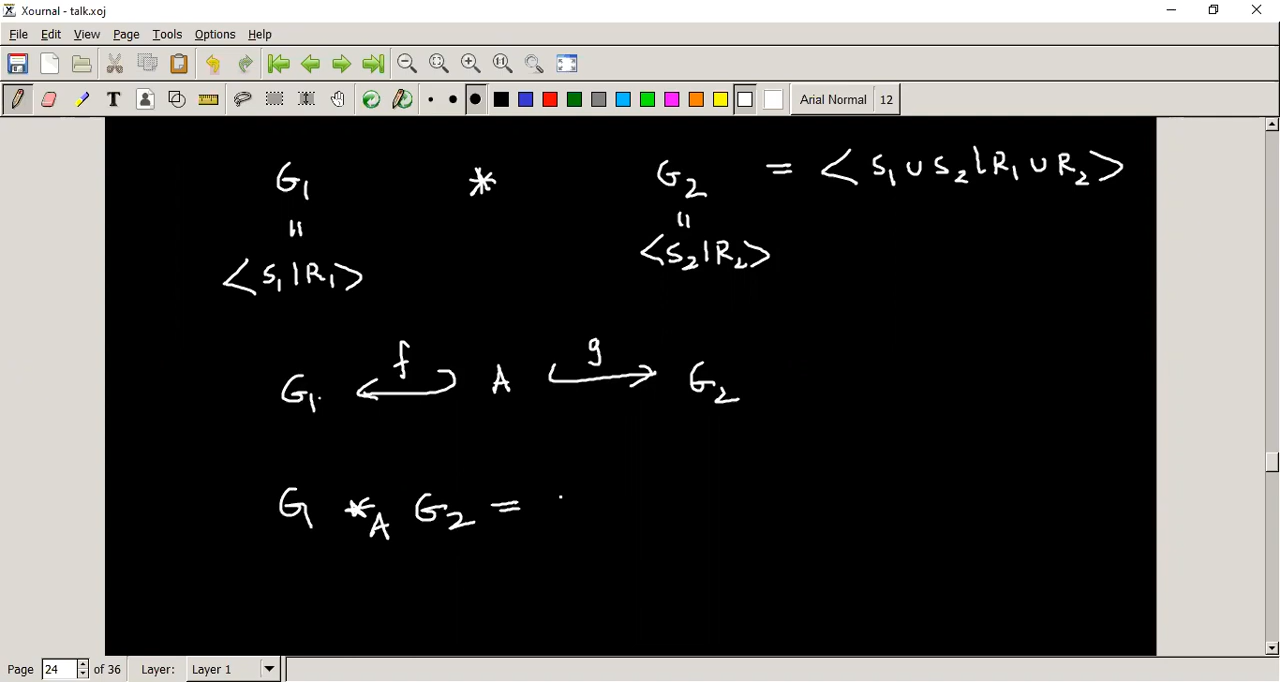 Xournal - talk.xoj
File Edit View Page Tools Options Help
Arial Normal 12
G₁ * G₂ = < S₁ ∪ S₂ | R₁ ∪ R₂ >
॥ ॥
< S₁ | R₁ > < S₂ | R₂ >
f g
G₁ ↩ A ↪ G₂
G₁ *_A G₂ =
Page 24 of 36 Layer: Layer 1